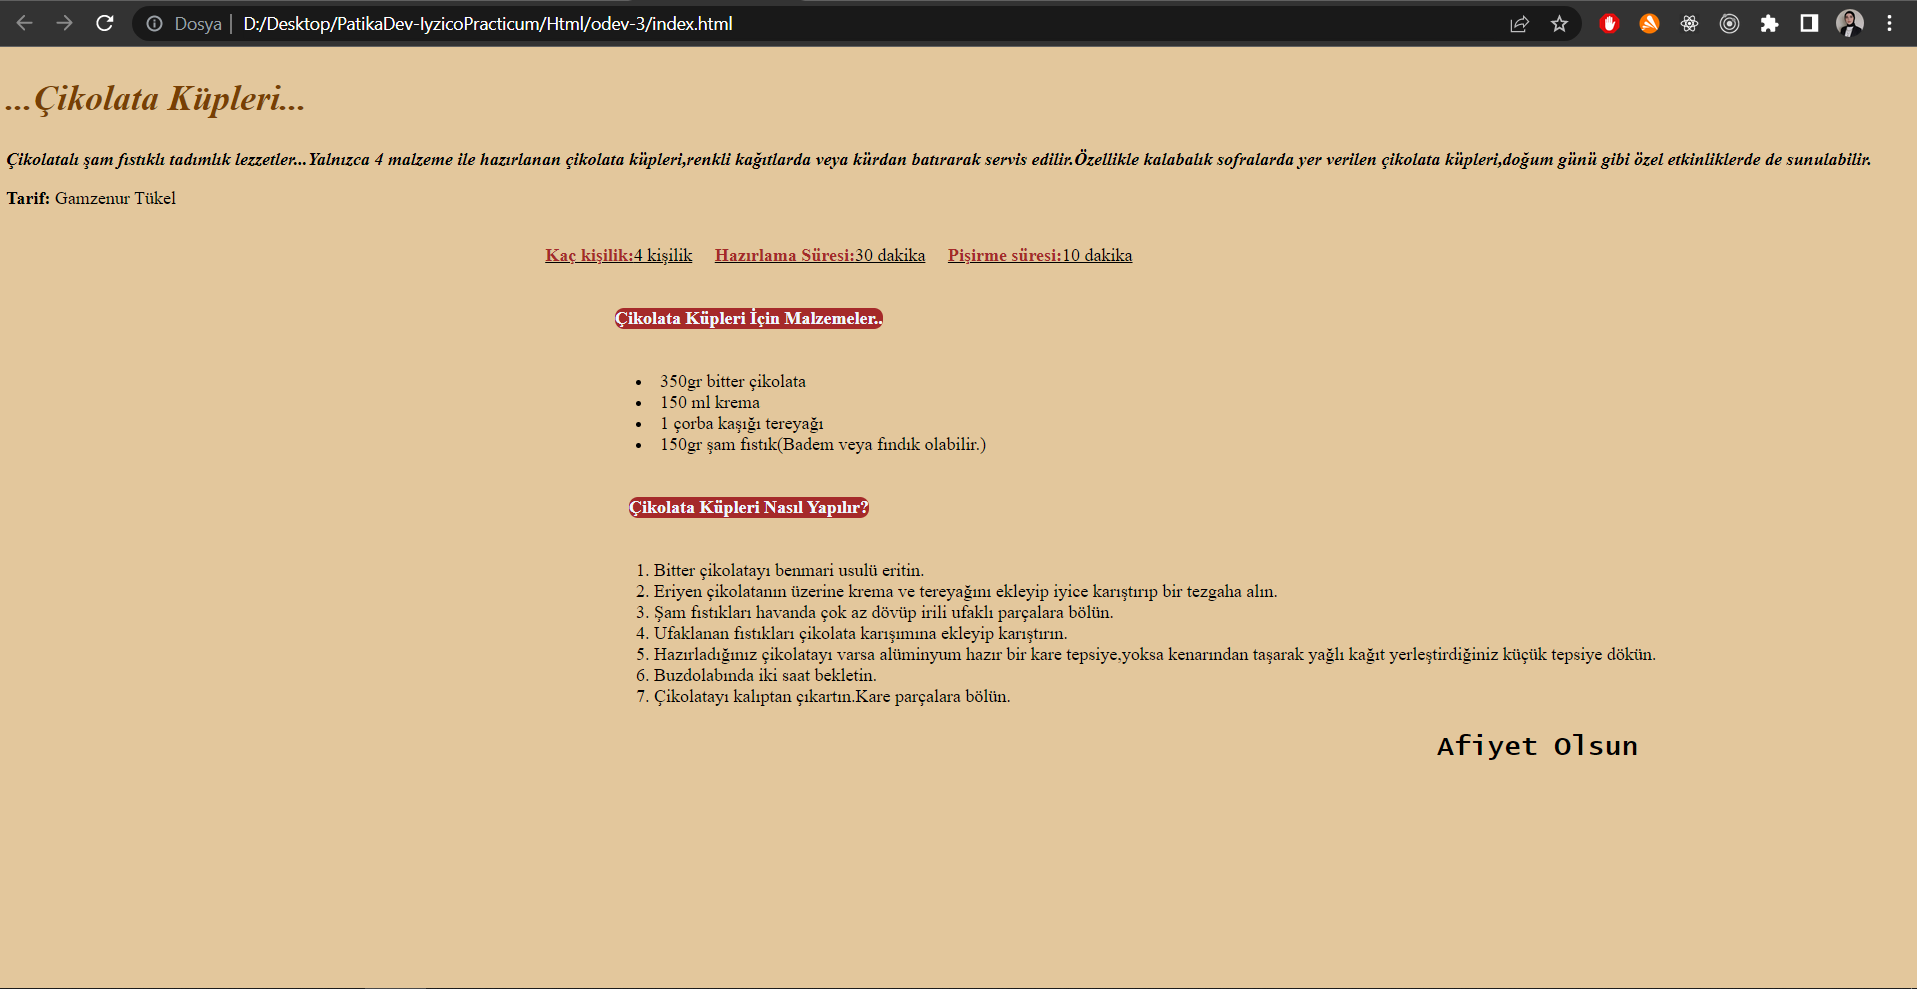 Dosya | D:/Desktop/PatikaDev-IyzicoPracticum/Html/odev-3/index.html
...Çikolata Küpleri...
Çikolatalı şam fıstıklı tadımlık lezzetler...Yalnızca 4 malzeme ile hazırlanan çikolata küpleri,renkli kağıtlarda veya kürdan batırarak servis edilir.Özellikle kalabalık sofralarda yer verilen çikolata küpleri,doğum günü gibi özel etkinliklerde de sunulabilir.
Tarif: Gamzenur Tükel
Kaç kişilik:4 kişilik Hazırlama Süresi:30 dakika Pişirme süresi:10 dakika
Çikolata Küpleri İçin Malzemeler..
• 350gr bitter çikolata
• 150 ml krema
• 1 çorba kaşığı tereyağı
• 150gr şam fıstık(Badem veya fındık olabilir.)
Çikolata Küpleri Nasıl Yapılır?
1. Bitter çikolatayı benmari usulü eritin.
2. Eriyen çikolatanın üzerine krema ve tereyağını ekleyip iyice karıştırıp bir tezgaha alın.
3. Şam fıstıkları havanda çok az dövüp irili ufaklı parçalara bölün.
4. Ufaklanan fıstıkları çikolata karışımına ekleyip karıştırın.
5. Hazırladığınız çikolatayı varsa alüminyum hazır bir kare tepsiye,yoksa kenarından taşarak yağlı kağıt yerleştirdiğiniz küçük tepsiye dökün.
6. Buzdolabında iki saat bekletin.
7. Çikolatayı kalıptan çıkartın.Kare parçalara bölün.
Afiyet Olsun